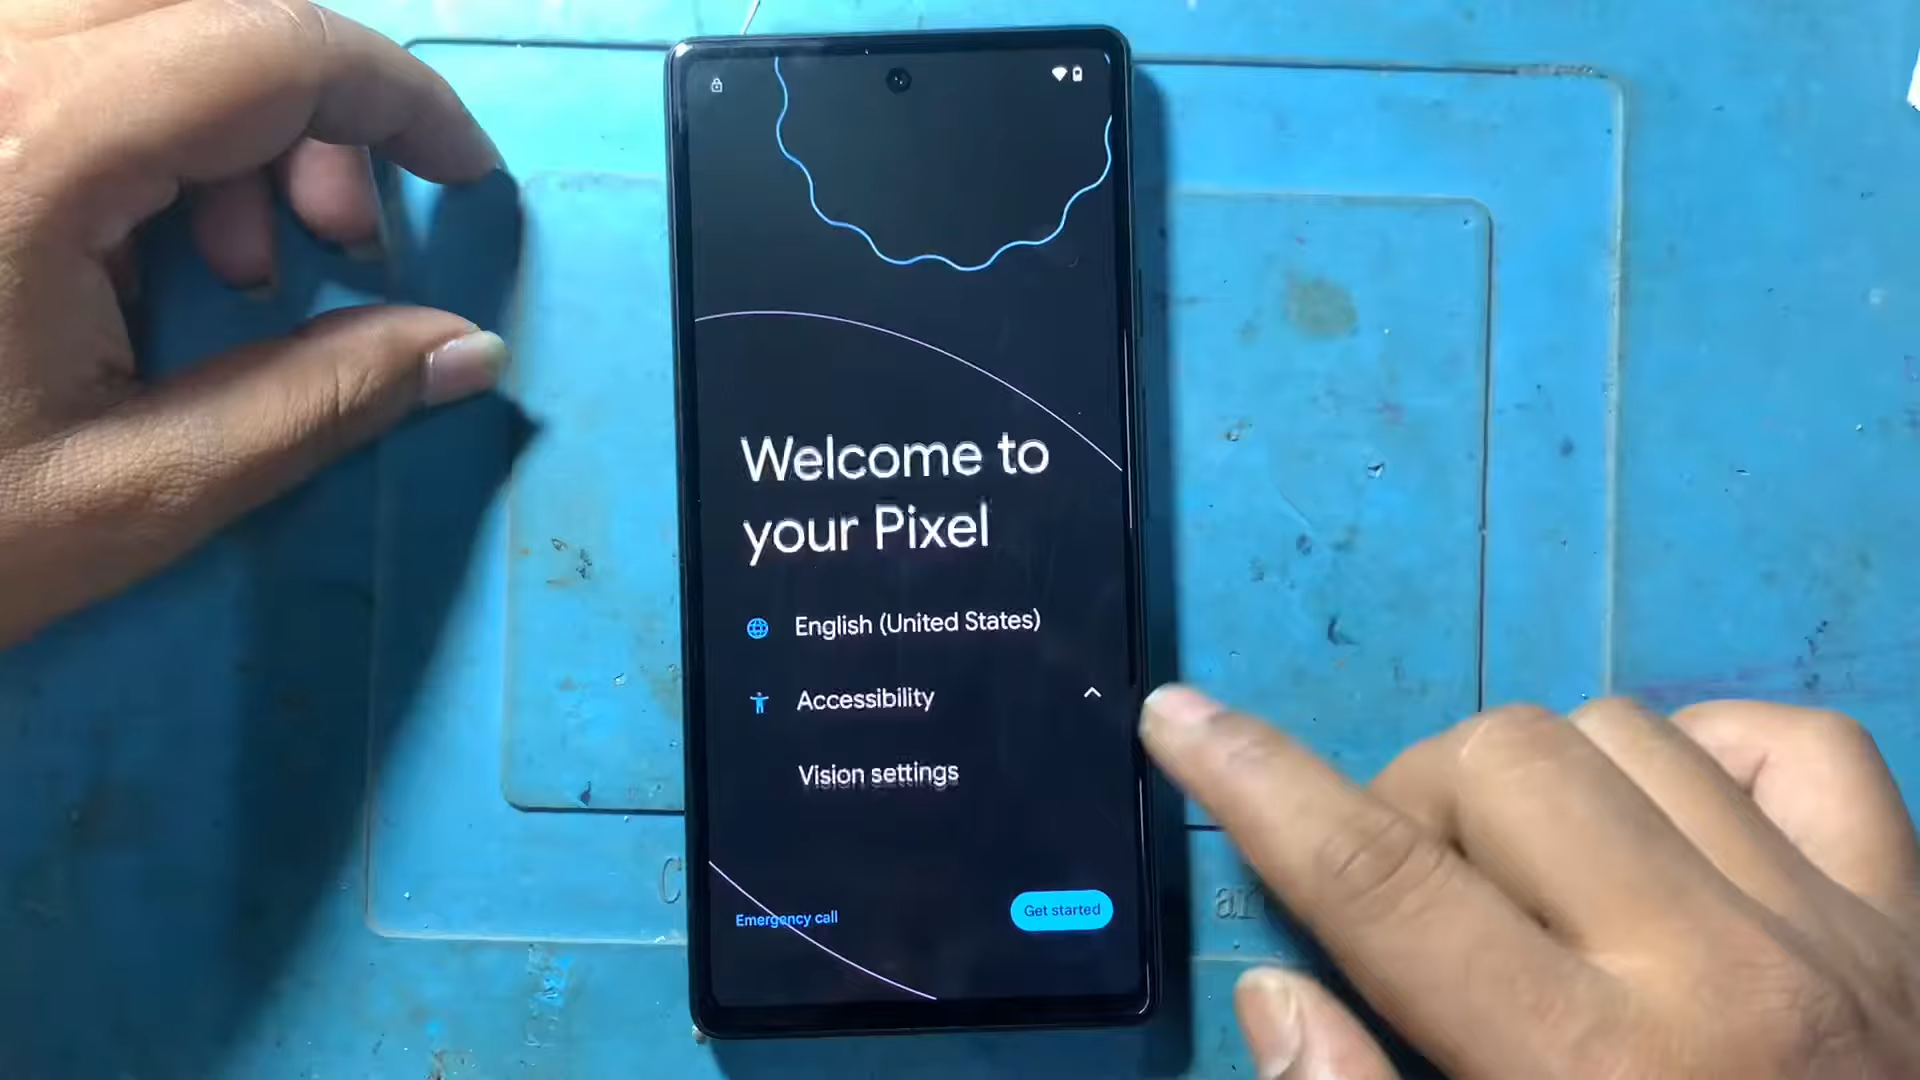 Welcome to
your Pixel
English (United States)
Accessibility
Vision settings
Emergency call
Get started